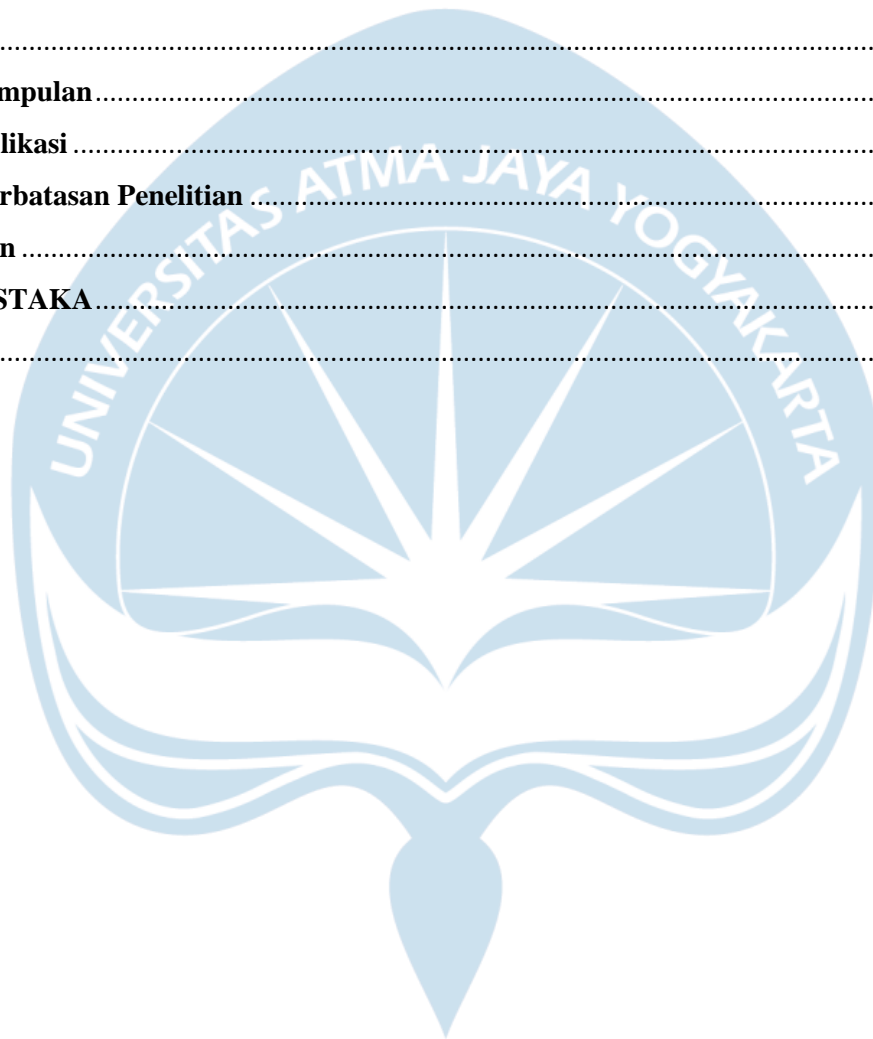 ....................................................................................................................
mpulan.........................................................................................................
likasi............................................................................................................
rbatasan Penelitian.....................................................................................
n...................................................................................................................
STAKA.........................................................................................................
......................................................................................................................
UNIVERSITAS ATMA JAYA YOGYAKARTA